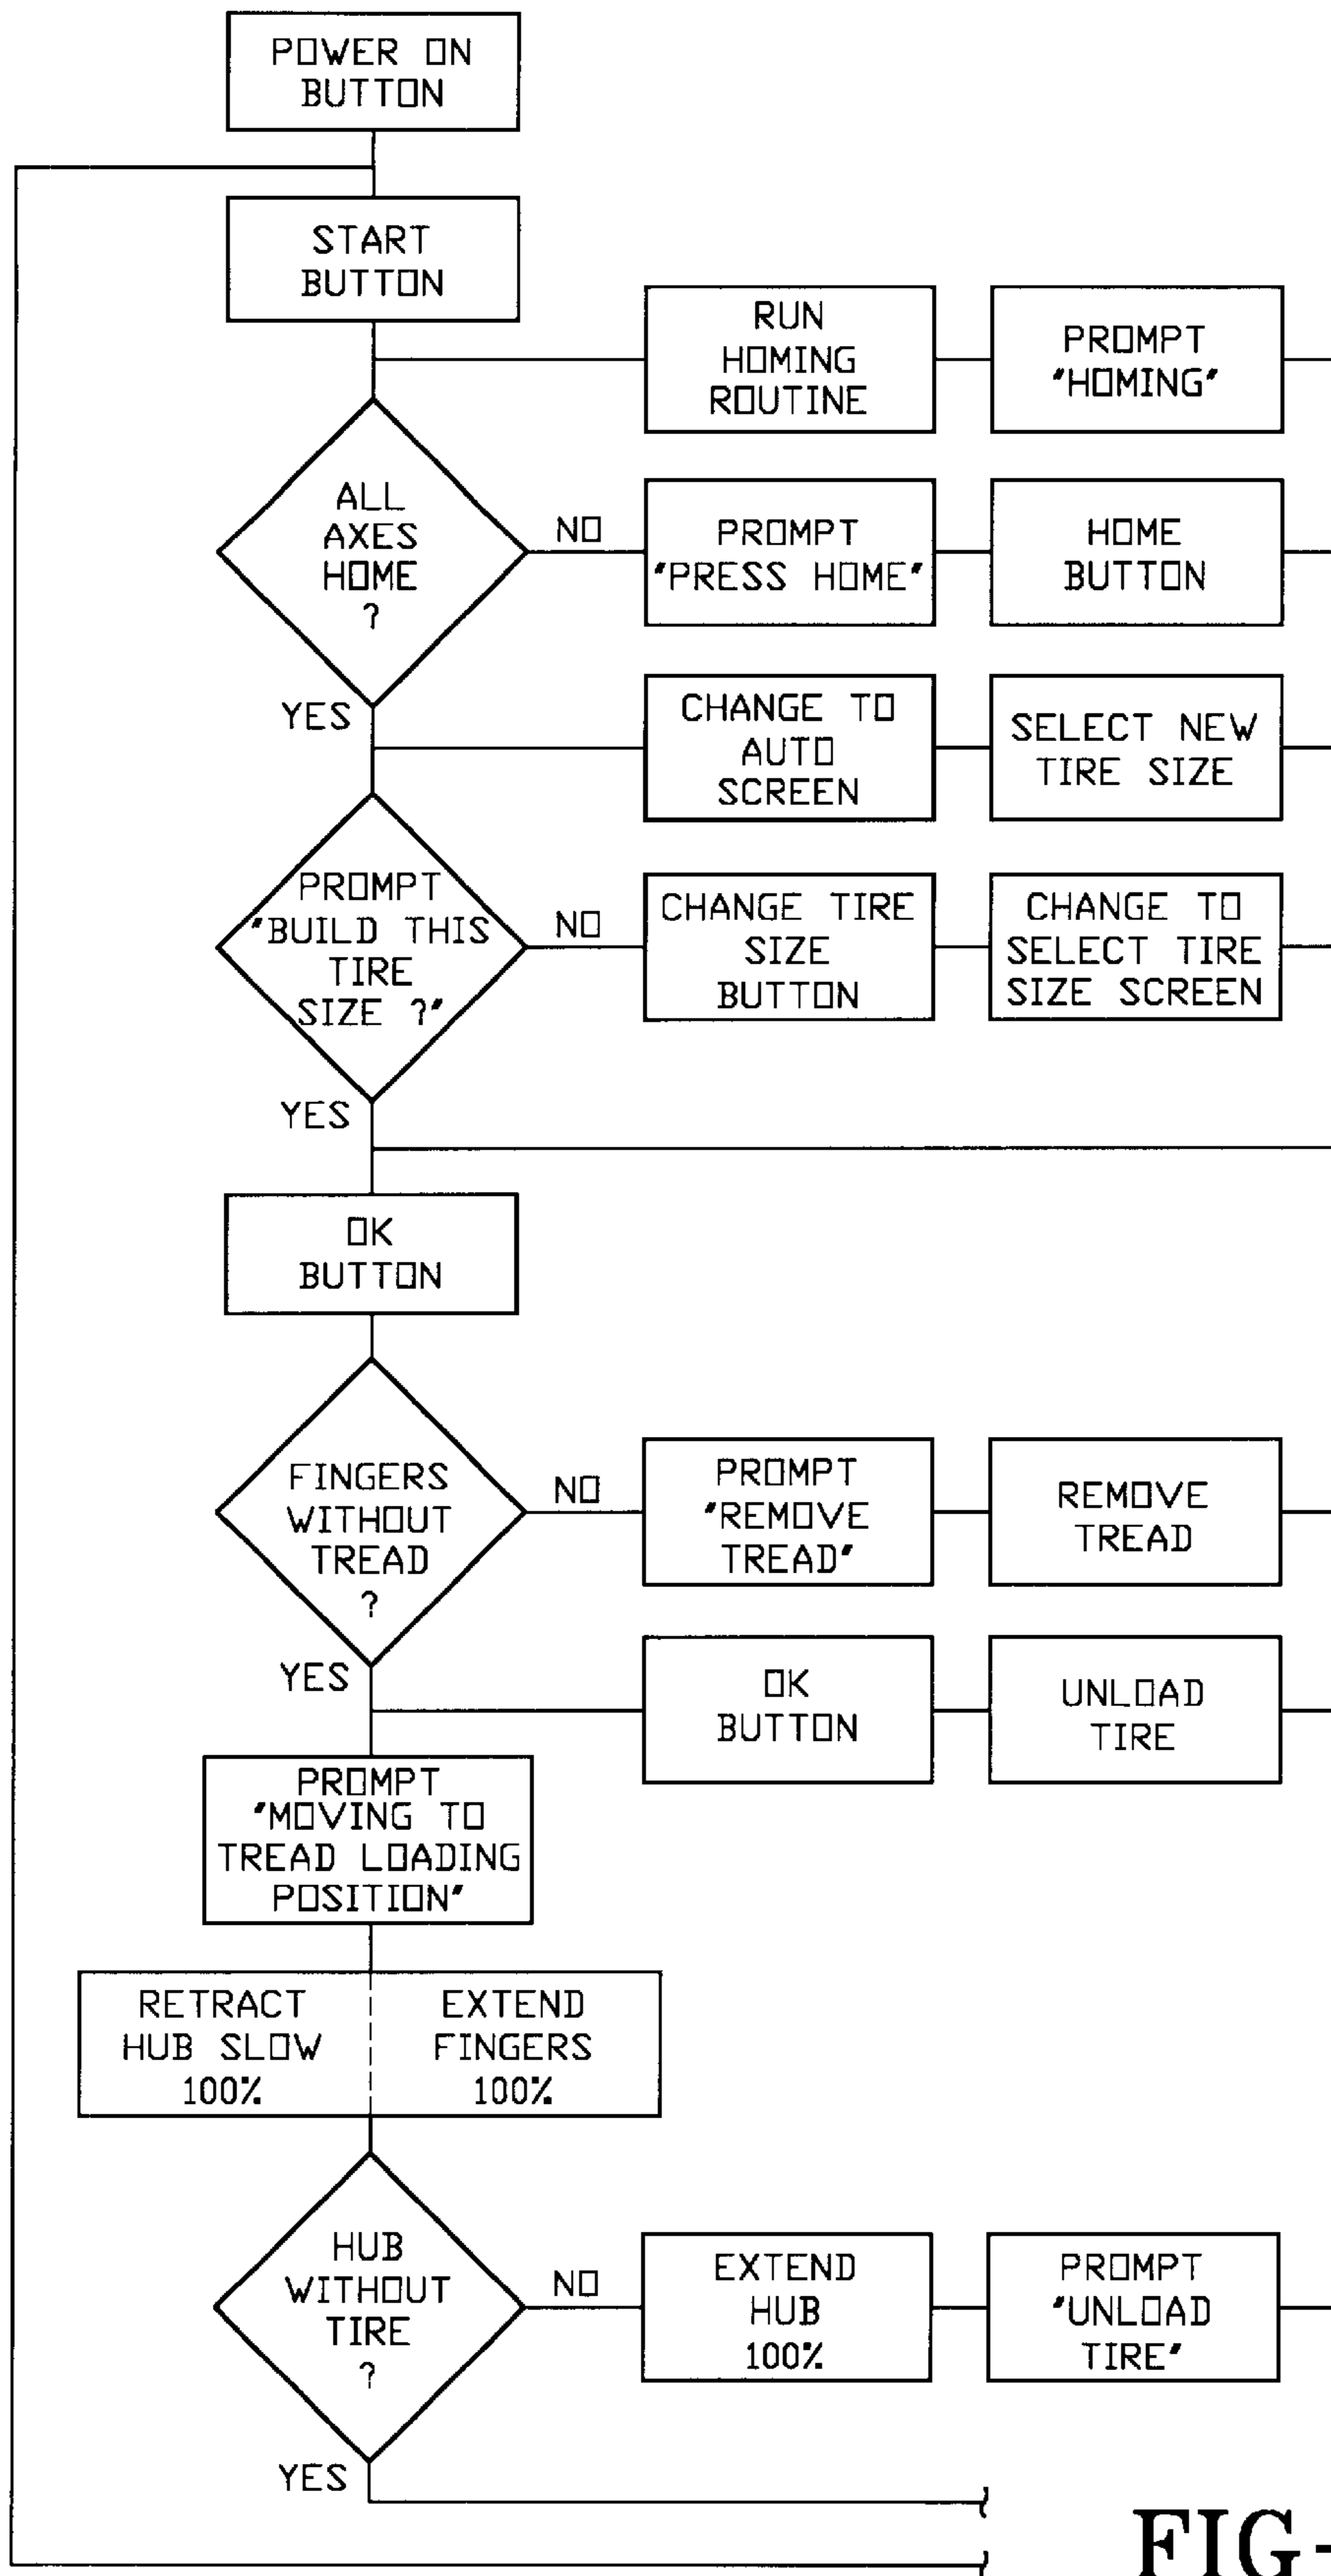 POWER ON
BUTTON
START
BUTTON
RUN
HOMING
ROUTINE
PROMPT
"HOMING"
ALL
AXES
HOME
?
NO
PROMPT
"PRESS HOME"
HOME
BUTTON
YES
CHANGE TO
AUTO
SCREEN
SELECT NEW
TIRE SIZE
PROMPT
"BUILD THIS
TIRE
SIZE ?"
NO
CHANGE TIRE
SIZE
BUTTON
CHANGE TO
SELECT TIRE
SIZE SCREEN
YES
OK
BUTTON
FINGERS
WITHOUT
TREAD
?
NO
PROMPT
"REMOVE
TREAD"
REMOVE
TREAD
YES
OK
BUTTON
UNLOAD
TIRE
PROMPT
"MOVING TO
TREAD LOADING
POSITION"
RETRACT
HUB SLOW
100%
EXTEND
FINGERS
100%
HUB
WITHOUT
TIRE
?
NO
EXTEND
HUB
100%
PROMPT
"UNLOAD
TIRE"
YES
FIG-